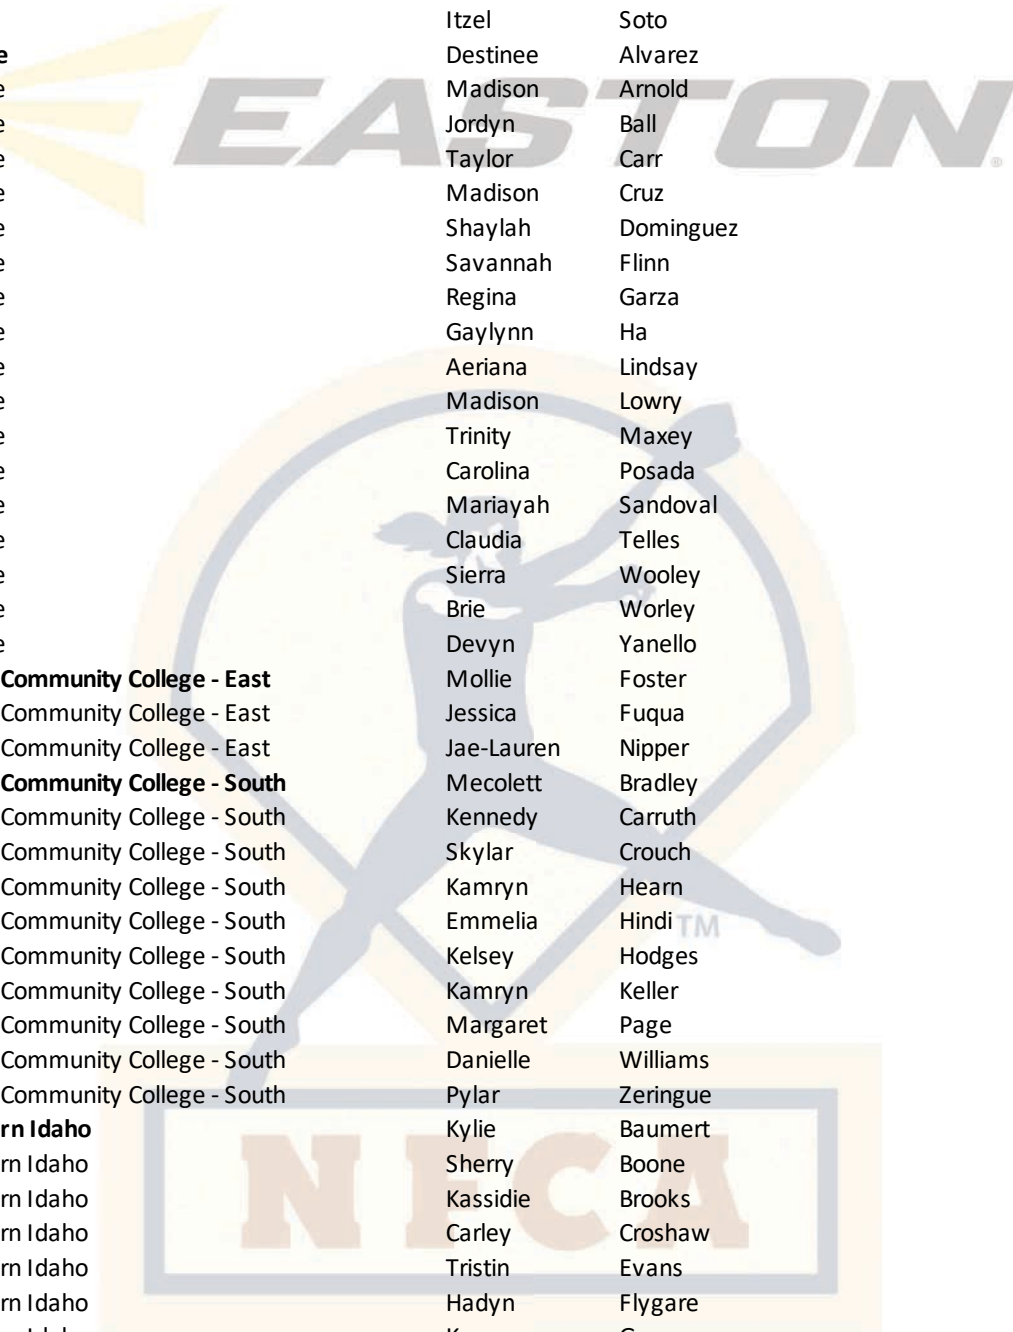 Itzel Soto
e Destinee Alvarez
EASTON
e Madison Arnold
e Jordyn Ball
e Taylor Carr
e Madison Cruz
e Shaylah Dominguez
e Savannah Flinn
e Regina Garza
e Gaylynn Ha
e Aeriana Lindsay
e Madison Lowry
e Trinity Maxey
e Carolina Posada
e Mariayah Sandoval
e Claudia Telles
e Sierra Wooley
e Brie Worley
e Devyn Yanello
Community College - East Mollie Foster
Community College - East Jessica Fuqua
Community College - East Jae-Lauren Nipper
Community College - South Mecolett Bradley
Community College - South Kennedy Carruth
Community College - South Skylar Crouch
Community College - South Kamryn Hearn
Community College - South Emmelia Hindi
TM
Community College - South Kelsey Hodges
Community College - South Kamryn Keller
Community College - South Margaret Page
Community College - South Danielle Williams
Community College - South Pylar Zeringue
rn Idaho Kylie Baumert
rn Idaho Sherry Boone
rn Idaho Kassidie Brooks
NFCA
rn Idaho Carley Croshaw
rn Idaho Tristin Evans
rn Idaho Hadyn Flygare